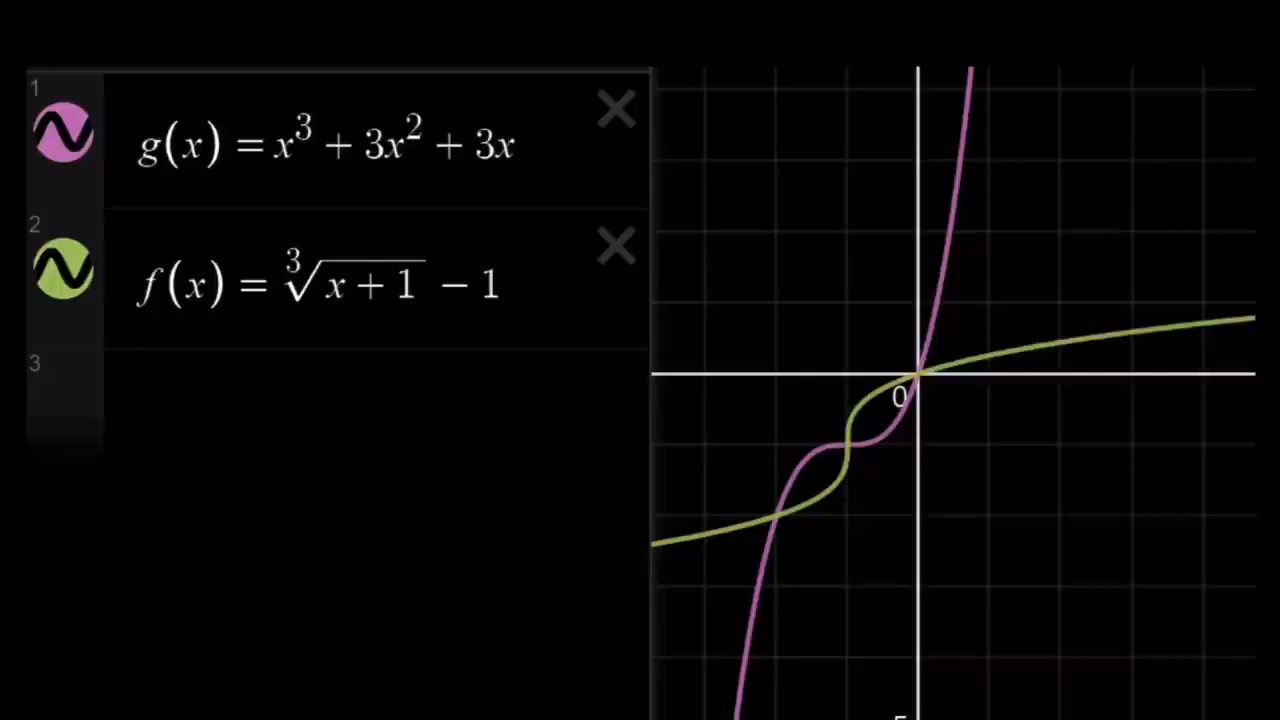 1
g(x) = x³ + 3x² + 3x
2
f(x) = ∛(x + 1) − 1
3
0